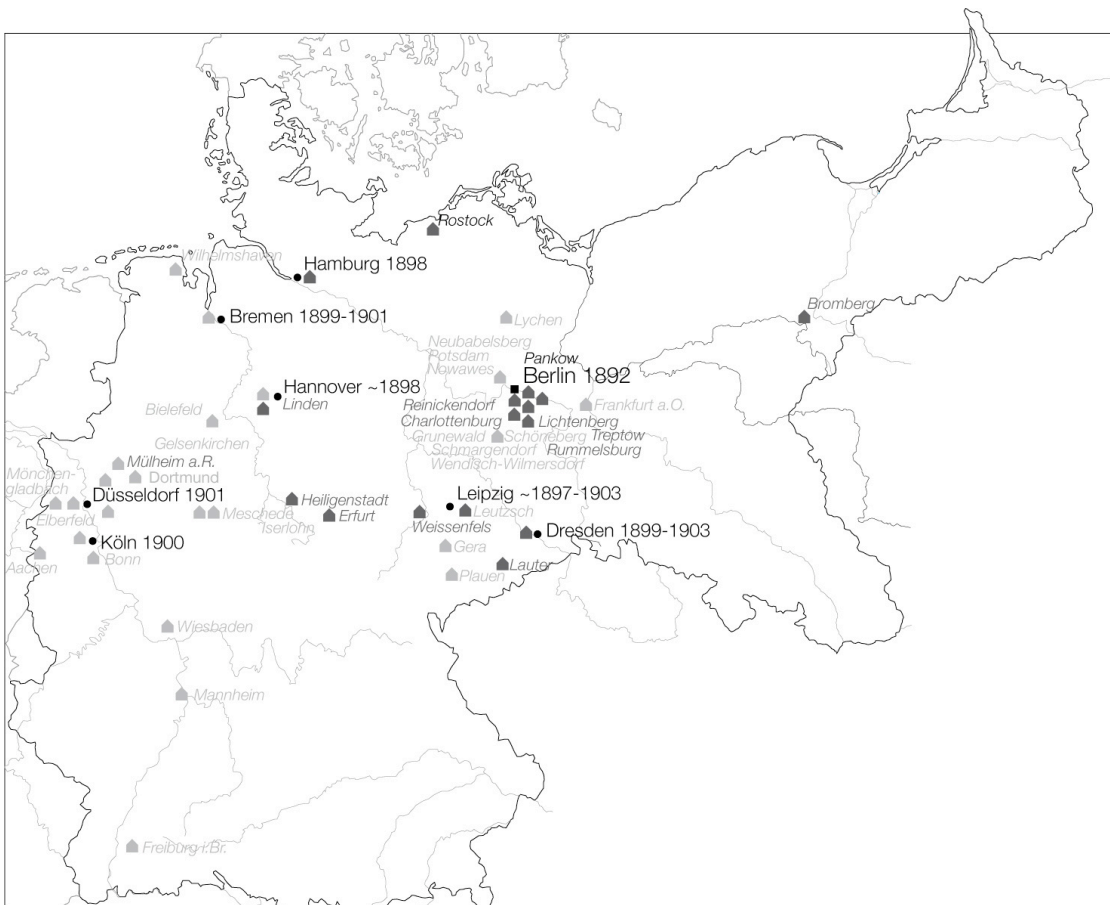 Rostock
Wilhelmshaven
Hamburg 1898
Bromberg
Bremen 1899-1901
Lychen
Neubabelsberg
Potsdam
Nowawes
Pankow
Berlin 1892
Hannover ~1898
Linden
Reinickendorf
Frankfurt a.O.
Bielefeld
Charlottenburg
Lichtenberg
Gelsenkirchen
Grunewald
Schöneberg
Treptow
Schmargendorf
Rummelsburg
Wendisch-Wilmersdorf
Mülheim a.R.
Mönchen-
gladbach
Dortmund
Düsseldorf 1901
Leipzig ~1897-1903
Heiligenstadt
Elberfeld
Meschede
Leutzsch
Iserlohn
Erfurt
Weissenfels
Dresden 1899-1903
Köln 1900
Gera
Bonn
Aachen
Lauter
Plauen
Wiesbaden
Mannheim
Freiburg i.Br.